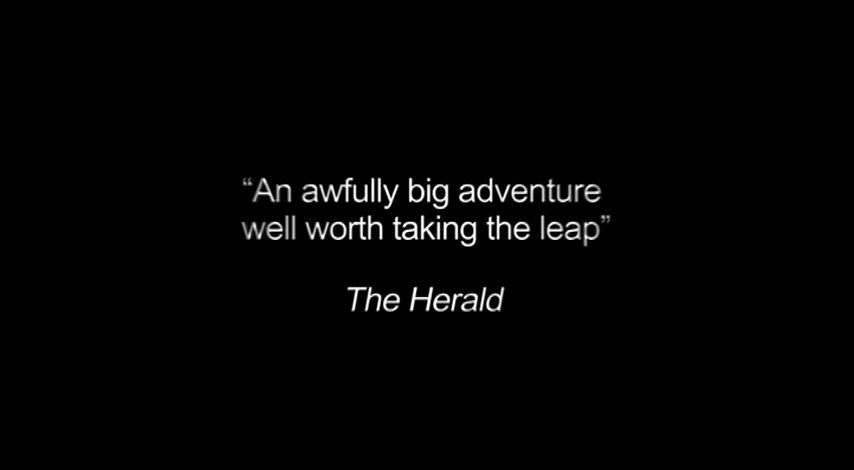 “An awfully big adventure
well worth taking the leap”
The Herald